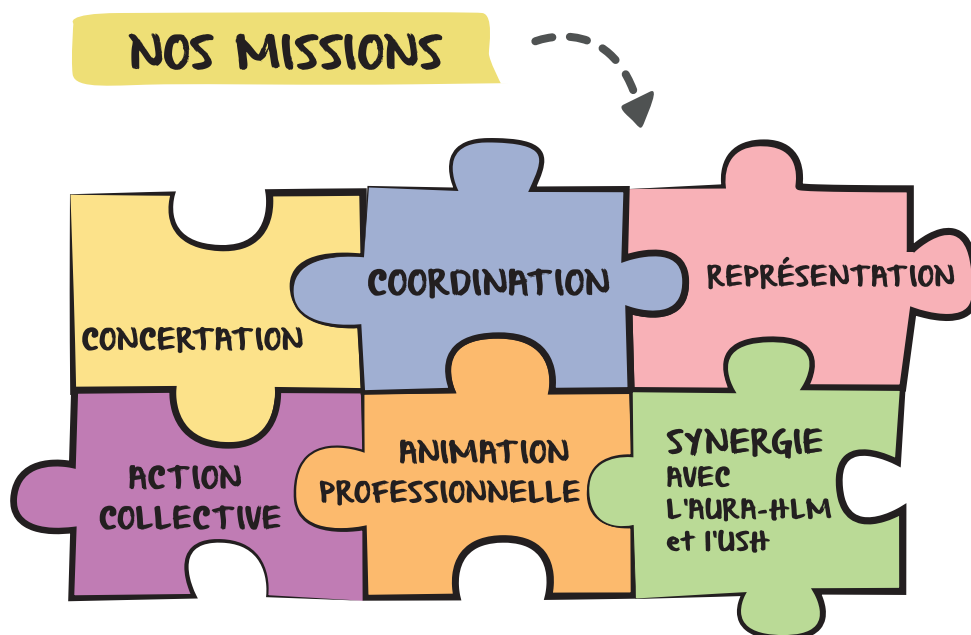 NOS MISSIONS
CONCERTATION
COORDINATION
REPRÉSENTATION
ACTION
COLLECTIVE
ANIMATION
PROFESSIONNELLE
SYNERGIE
AVEC
L'AURA-HLM
et l'USH